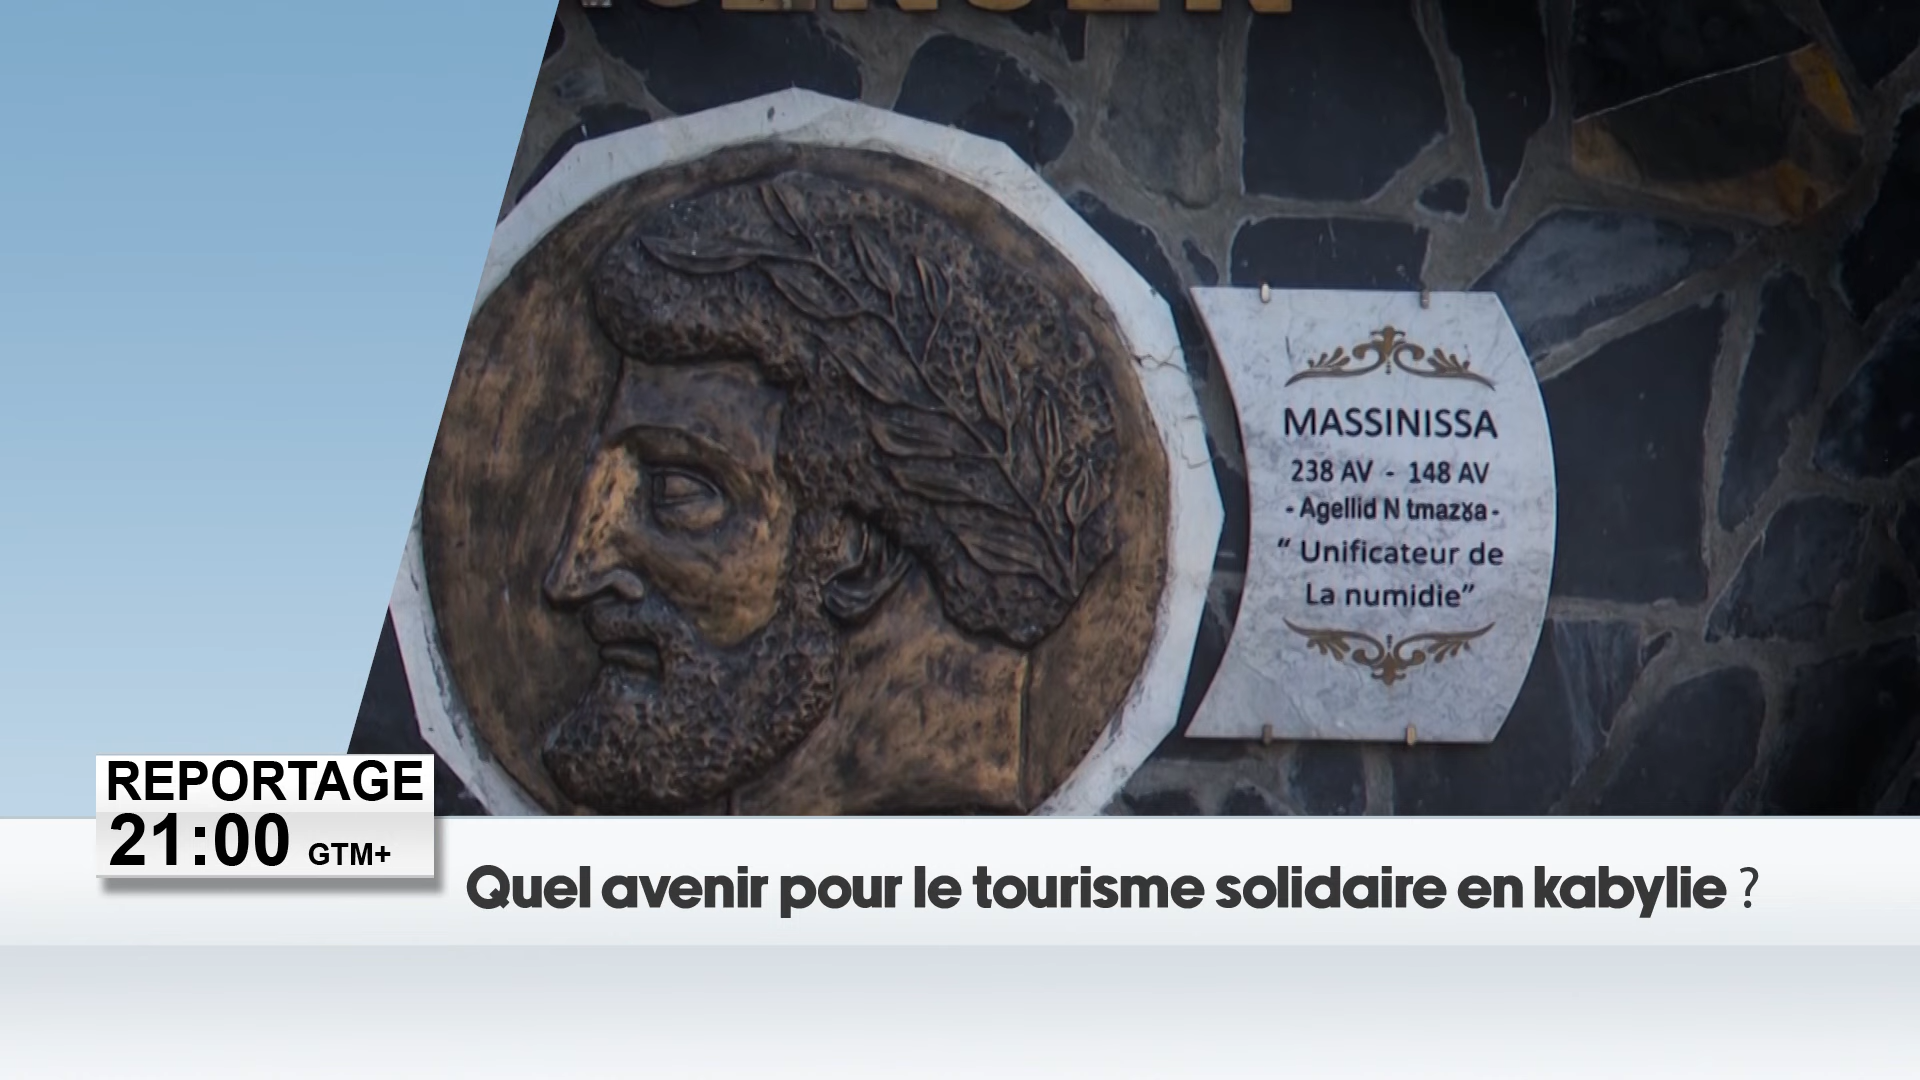 MASSINISSA
238 AV - 148 AV
- Agellid N tmazɣa -
“ Unificateur de
La numidie”
REPORTAGE
21:00 GTM+
Quel avenir pour le tourisme solidaire en kabylie ?